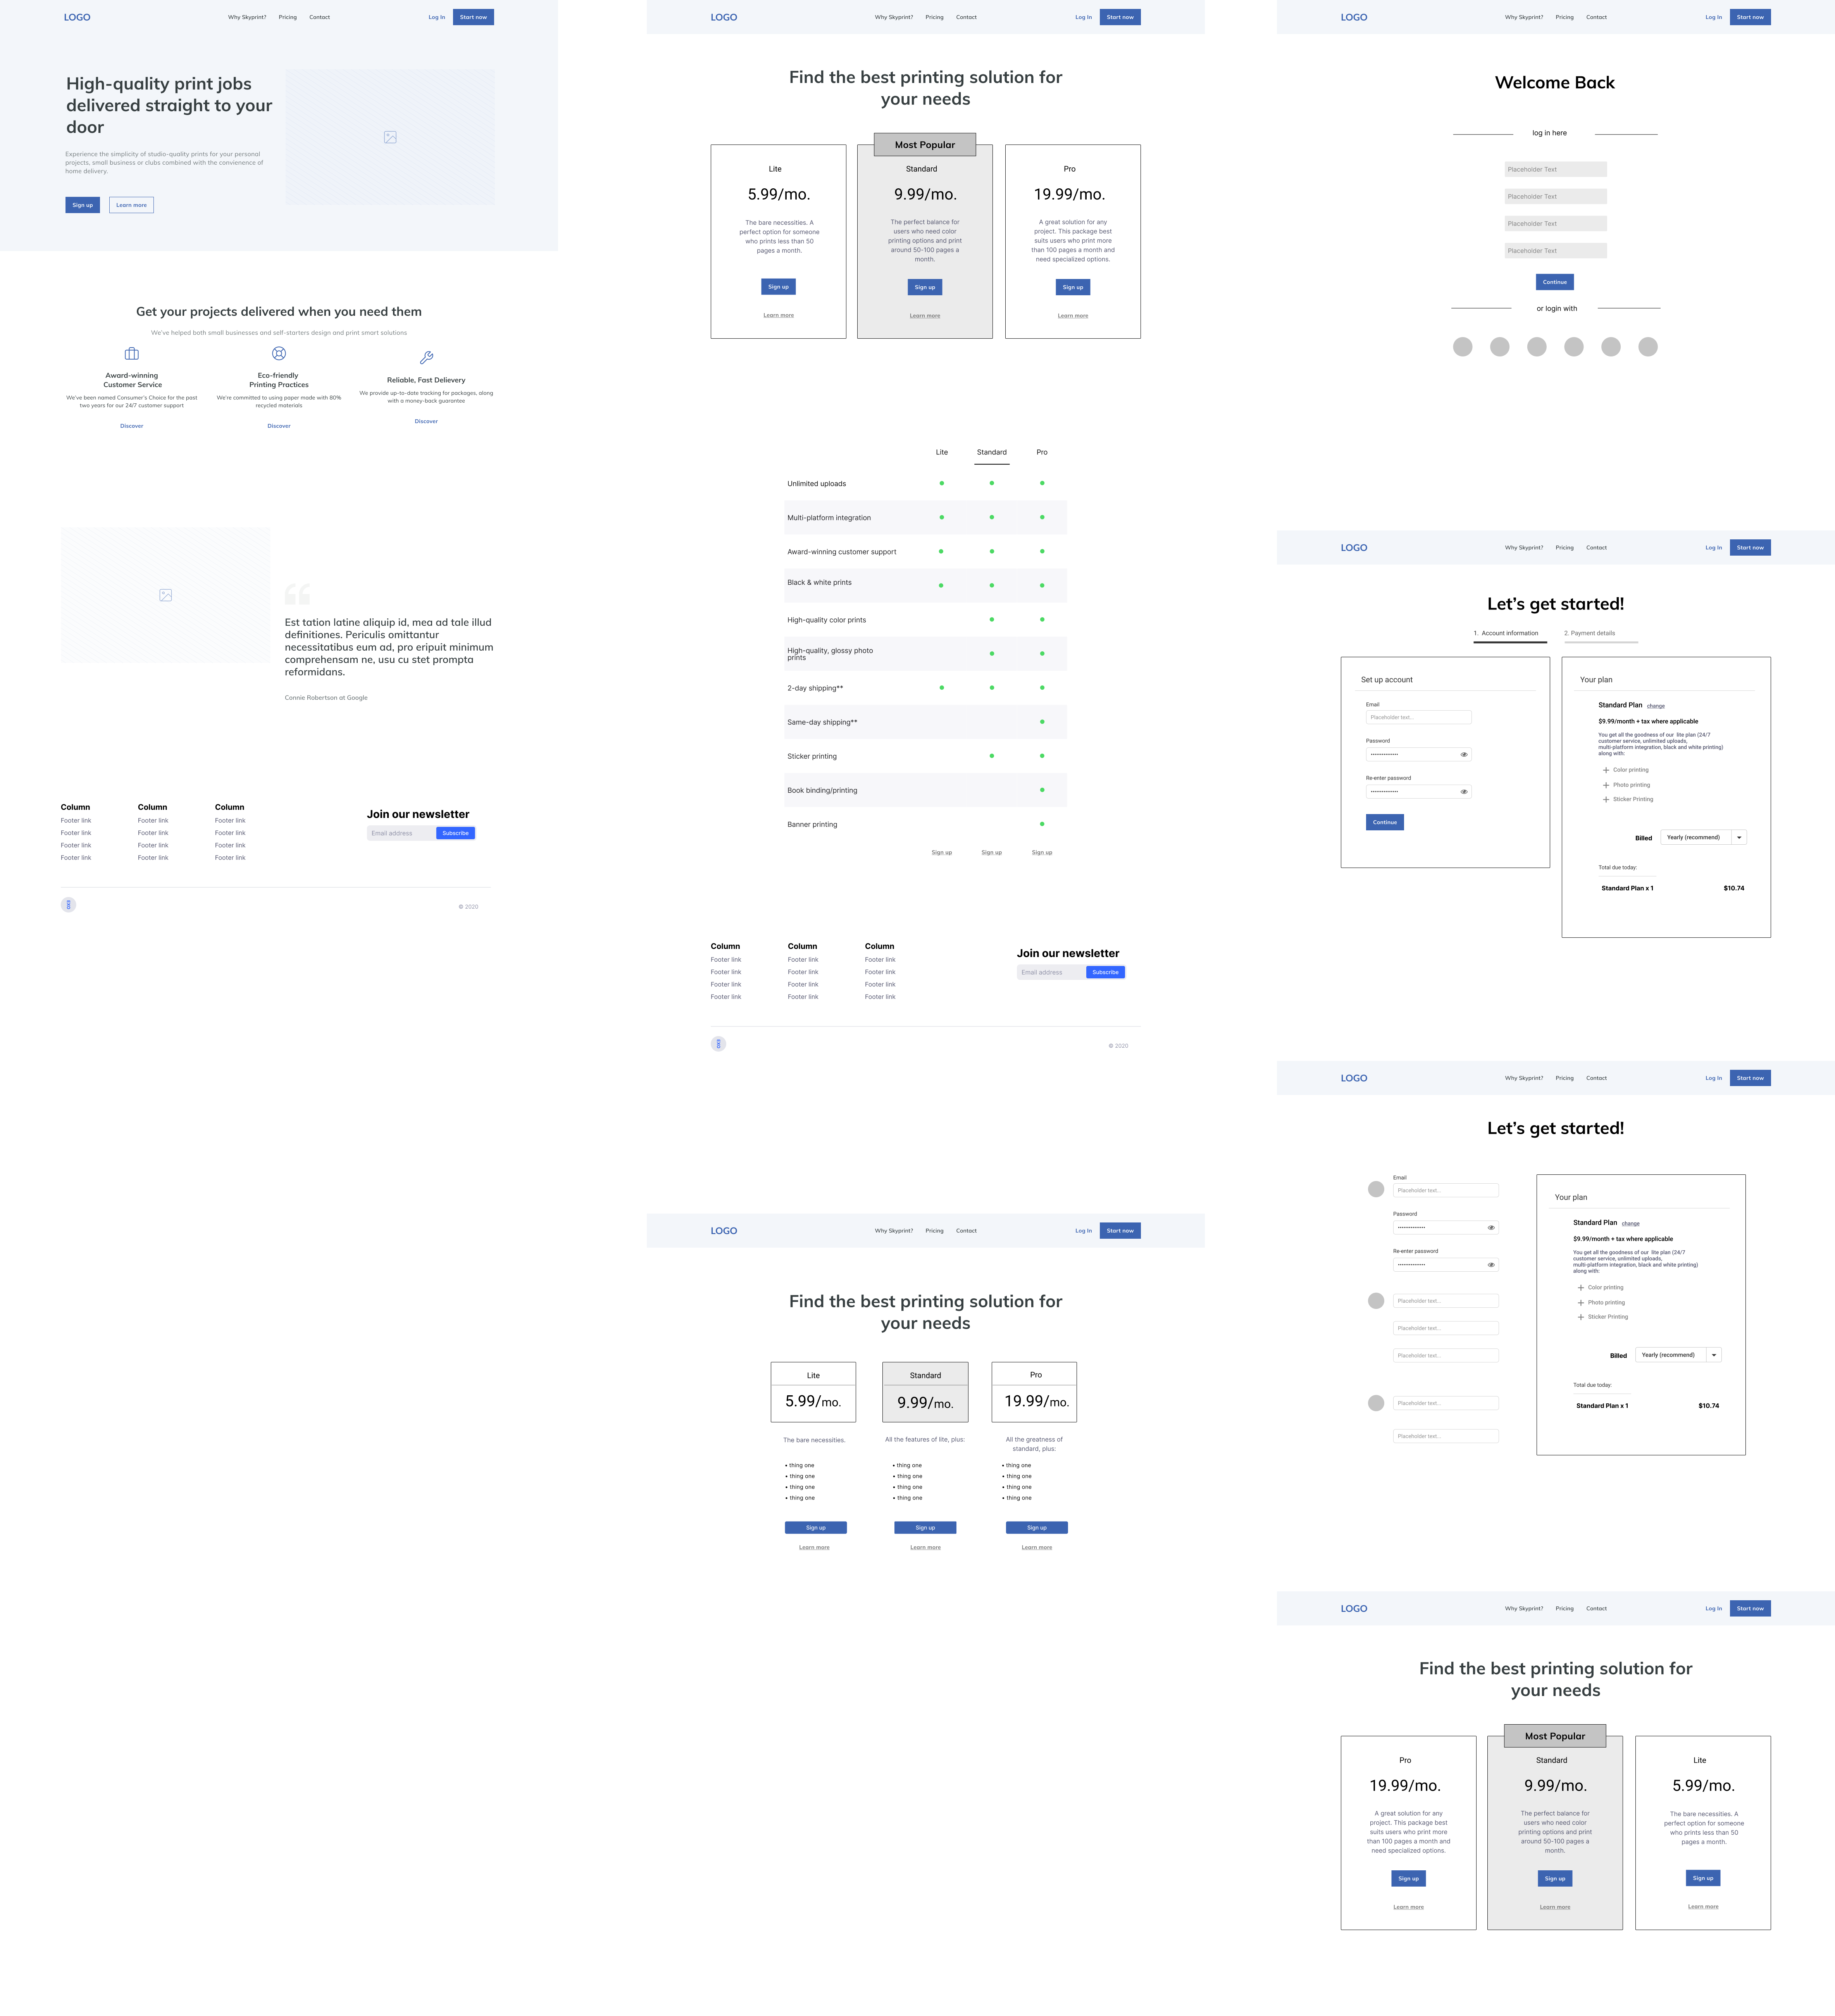 LOGO
Why Skyprint?
Pricing
Contact
Log In
Start now
High-quality print jobs
delivered straight to your
door
Experience the simplicity of studio-quality prints for your personal
projects, small business or clubs combined with the convienence of
home delivery.
Sign up
Learn more
Get your projects delivered when you need them
We've helped both small businesses and self-starters design and print smart solutions
Award-winning
Customer Service
We've been named Consumer's Choice for the past
two years for our 24/7 customer support
Discover
Eco-friendly
Printing Practices
We're committed to using paper made with 80%
recycled materials
Discover
Reliable, Fast Delievery
We provide up-to-date tracking for packages, along
with a money-back guarantee
Discover
Est tation latine aliquip id, mea ad tale illud
definitiones. Periculis omittantur
necessitatibus eum ad, pro eripuit minimum
comprehensam ne, usu cu stet prompta
reformidans.
Connie Robertson at Google
Column
Footer link
Footer link
Footer link
Footer link
Column
Footer link
Footer link
Footer link
Footer link
Column
Footer link
Footer link
Footer link
Footer link
Join our newsletter
Email address
Subscribe
© 2020
LOGO
Why Skyprint?
Pricing
Contact
Log In
Start now
Find the best printing solution for
your needs
Lite
5.99/mo.
The bare necessities. A
perfect option for someone
who prints less than 50
pages a month.
Sign up
Learn more
Most Popular
Standard
9.99/mo.
The perfect balance for
users who need color
printing options and print
around 50-100 pages a
month.
Sign up
Learn more
Pro
19.99/mo.
A great solution for any
project. This package best
suits users who print more
than 100 pages a month and
need specialized options.
Sign up
Learn more
Lite
Standard
Pro
Unlimited uploads
Multi-platform integration
Award-winning customer support
Black & white prints
High-quality color prints
High-quality, glossy photo
prints
2-day shipping**
Same-day shipping**
Sticker printing
Book binding/printing
Banner printing
Sign up
Sign up
Sign up
Column
Footer link
Footer link
Footer link
Footer link
Column
Footer link
Footer link
Footer link
Footer link
Column
Footer link
Footer link
Footer link
Footer link
Join our newsletter
Email address
Subscribe
© 2020
LOGO
Why Skyprint?
Pricing
Contact
Log In
Start now
Find the best printing solution for
your needs
Lite
5.99/mo.
The bare necessities.
• thing one
• thing one
• thing one
• thing one
Sign up
Learn more
Standard
9.99/mo.
All the features of lite, plus:
• thing one
• thing one
• thing one
• thing one
Sign up
Learn more
Pro
19.99/mo.
All the greatness of
standard, plus:
• thing one
• thing one
• thing one
• thing one
Sign up
Learn more
LOGO
Why Skyprint?
Pricing
Contact
Log In
Start now
Welcome Back
log in here
Placeholder Text
Placeholder Text
Placeholder Text
Placeholder Text
Continue
or login with
LOGO
Why Skyprint?
Pricing
Contact
Log In
Start now
Let's get started!
1. Account information
2. Payment details
Set up account
Email
Placeholder text...
Password
Re-enter password
Continue
Your plan
Standard Plan change
$9.99/month + tax where applicable
You get all the goodness of our lite plan (24/7
customer service, unlimited uploads,
multi-platform integration, black and white printing)
along with:
Color printing
Photo printing
Sticker Printing
Billed
Yearly (recommend)
Total due today:
Standard Plan x 1
$10.74
LOGO
Why Skyprint?
Pricing
Contact
Log In
Start now
Let's get started!
Email
Placeholder text...
Password
Re-enter password
Placeholder text...
Placeholder text...
Placeholder text...
Placeholder text...
Placeholder text...
Your plan
Standard Plan change
$9.99/month + tax where applicable
You get all the goodness of our lite plan (24/7
customer service, unlimited uploads,
multi-platform integration, black and white printing)
along with:
Color printing
Photo printing
Sticker Printing
Billed
Yearly (recommend)
Total due today:
Standard Plan x 1
$10.74
LOGO
Why Skyprint?
Pricing
Contact
Log In
Start now
Find the best printing solution for
your needs
Pro
19.99/mo.
A great solution for any
project. This package best
suits users who print more
than 100 pages a month and
need specialized options.
Sign up
Learn more
Most Popular
Standard
9.99/mo.
The perfect balance for
users who need color
printing options and print
around 50-100 pages a
month.
Sign up
Learn more
Lite
5.99/mo.
The bare necessities. A
perfect option for someone
who prints less than 50
pages a month.
Sign up
Learn more